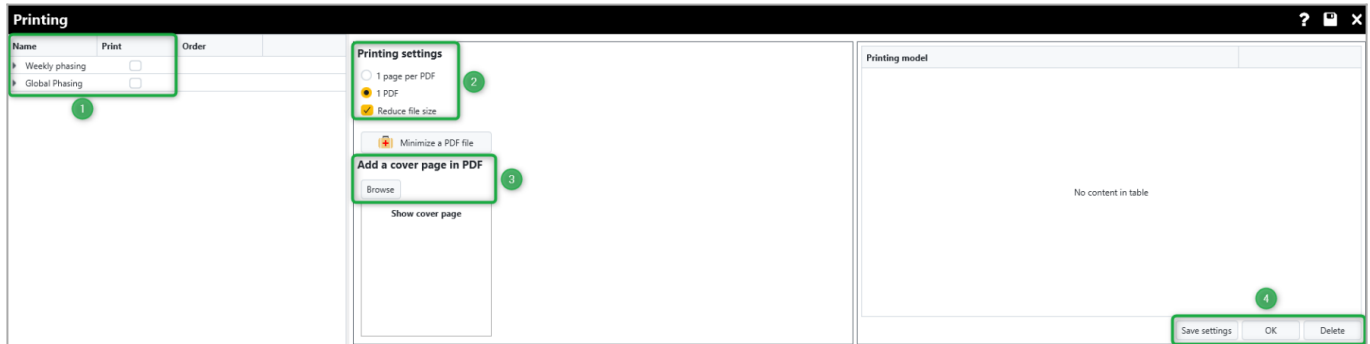 Printing
?
Name Print Order
Weekly phasing
Global Phasing
1
Printing settings
1 page per PDF
1 PDF
Reduce file size
2
Minimize a PDF file
Add a cover page in PDF
Browse
3
Show cover page
Printing model
No content in table
4
Save settings OK Delete